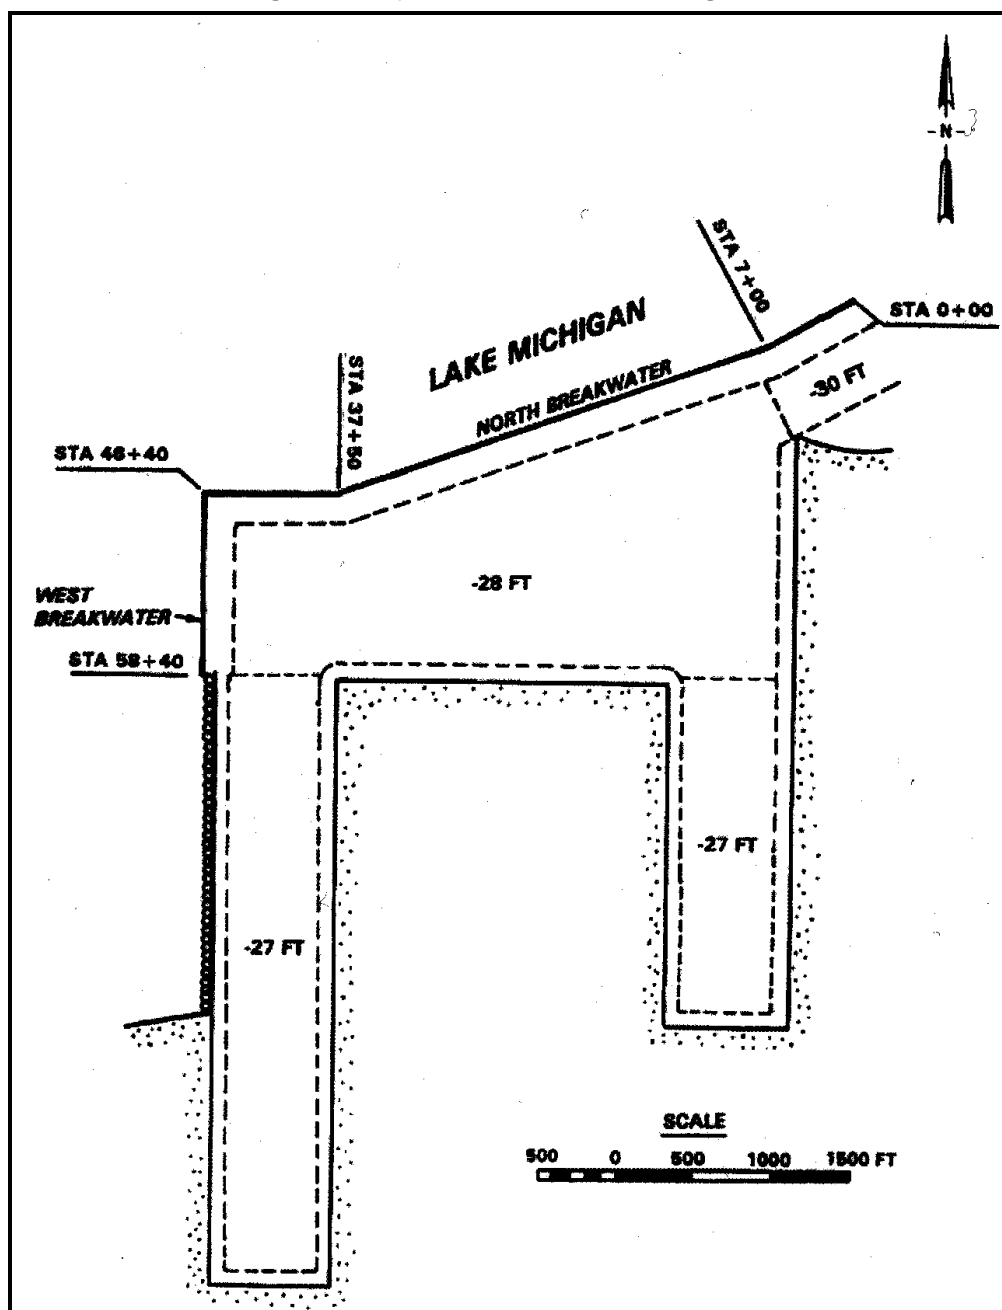 - N -
STA 7+00
STA 0+00
LAKE MICHIGAN
NORTH BREAKWATER
-30 FT
STA 37+50
STA 46+40
-28 FT
WEST
BREAKWATER
STA 58+40
-27 FT
-27 FT
SCALE
500 0 500 1000 1500 FT